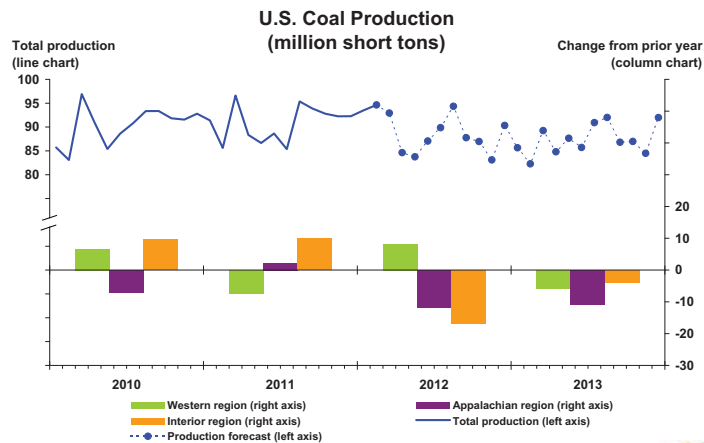 U.S. Coal Production
(million short tons)
Total production
(line chart)
Change from prior year
(column chart)
100
95
90
85
80
20
10
0
-10
-20
-30
2010 2011 2012 2013
Western region (right axis) Appalachian region (right axis)
Interior region (right axis) Total production (left axis)
Production forecast (left axis)